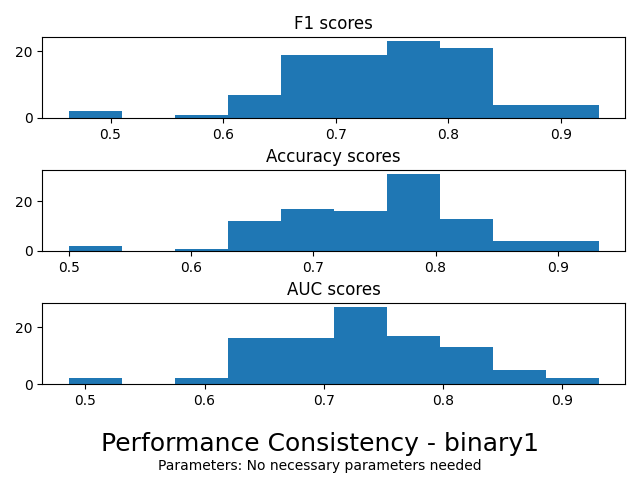 F1 scores
20
0
0.5 0.6 0.7 0.8 0.9
Accuracy scores
20
0
0.5 0.6 0.7 0.8 0.9
AUC scores
20
0
0.5 0.6 0.7 0.8 0.9
Performance Consistency - binary1
Parameters: No necessary parameters needed